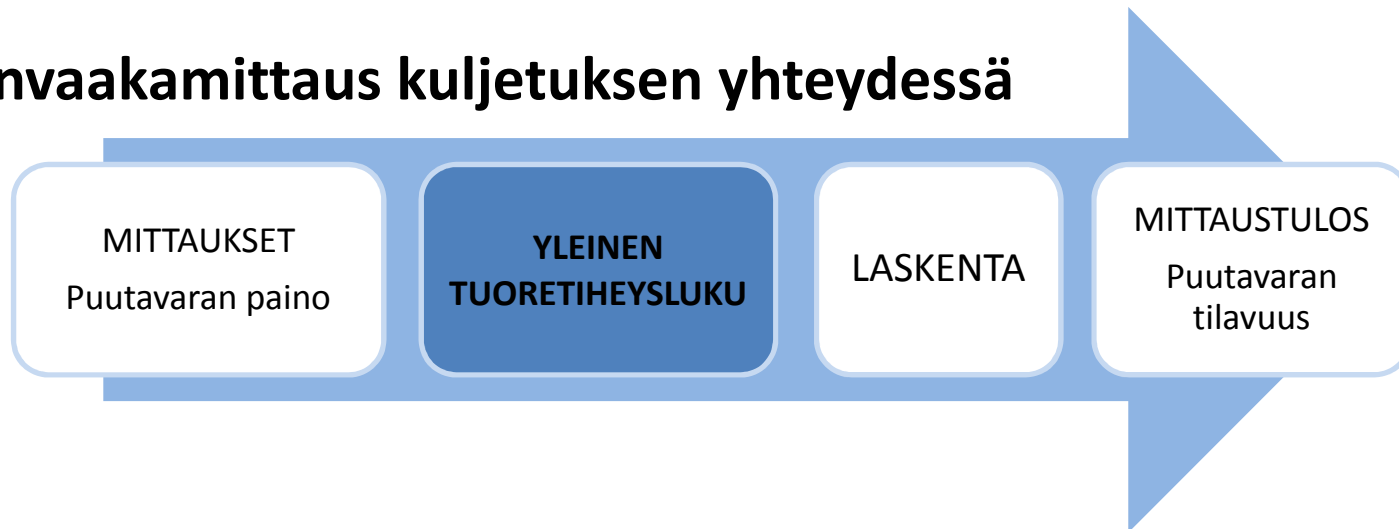 nvaakamittaus kuljetuksen yhteydessä
MITTAUKSET
Puutavaran paino
YLEINEN
TUORETIHEYSLUKU
LASKENTA
MITTAUSTULOS
Puutavaran
tilavuus